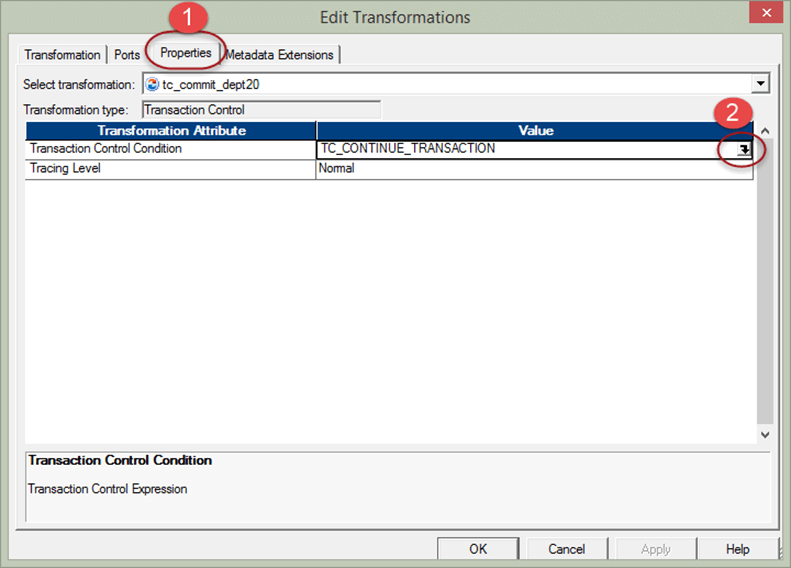 Edit Transformations
1
Transformation Ports Properties Metadata Extensions
Select transformation: tc_commit_dept20
Transformation type: Transaction Control
2
Transformation Attribute Value
Transaction Control Condition TC_CONTINUE_TRANSACTION
Tracing Level Normal
Transaction Control Condition
Transaction Control Expression
OK Cancel Apply Help